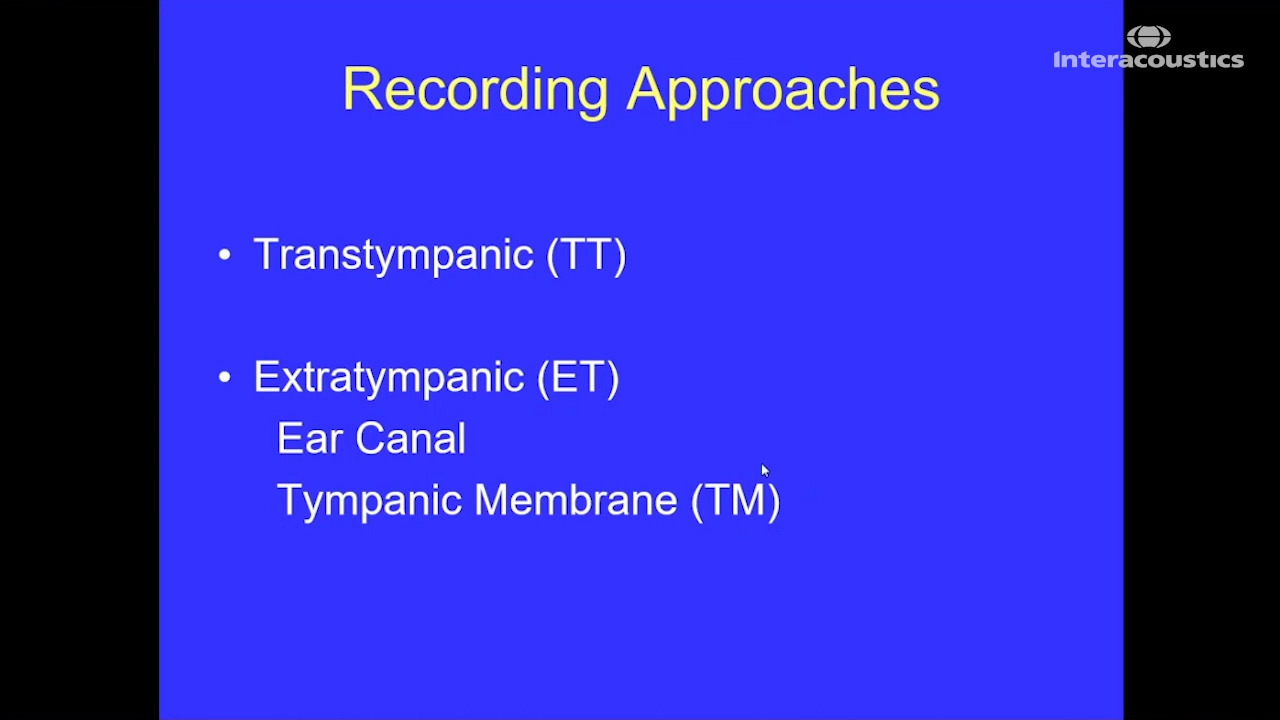 Interacoustics
Recording Approaches
• Transtympanic (TT)
• Extratympanic (ET)
Ear Canal
Tympanic Membrane (TM)